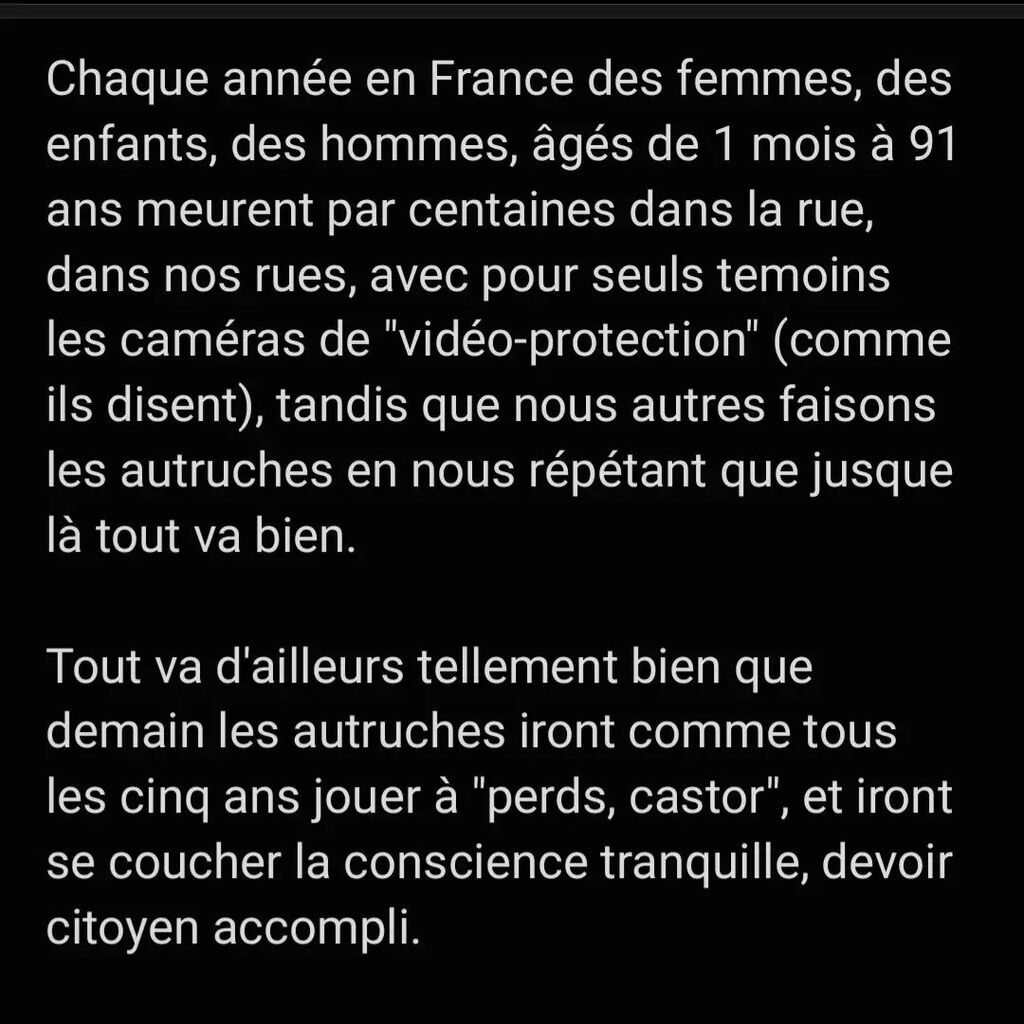 Chaque année en France des femmes, des
enfants, des hommes, âgés de 1 mois à 91
ans meurent par centaines dans la rue,
dans nos rues, avec pour seuls temoins
les caméras de "vidéo-protection" (comme
ils disent), tandis que nous autres faisons
les autruches en nous répétant que jusque
là tout va bien.
Tout va d'ailleurs tellement bien que
demain les autruches iront comme tous
les cinq ans jouer à "perds, castor", et iront
se coucher la conscience tranquille, devoir
citoyen accompli.